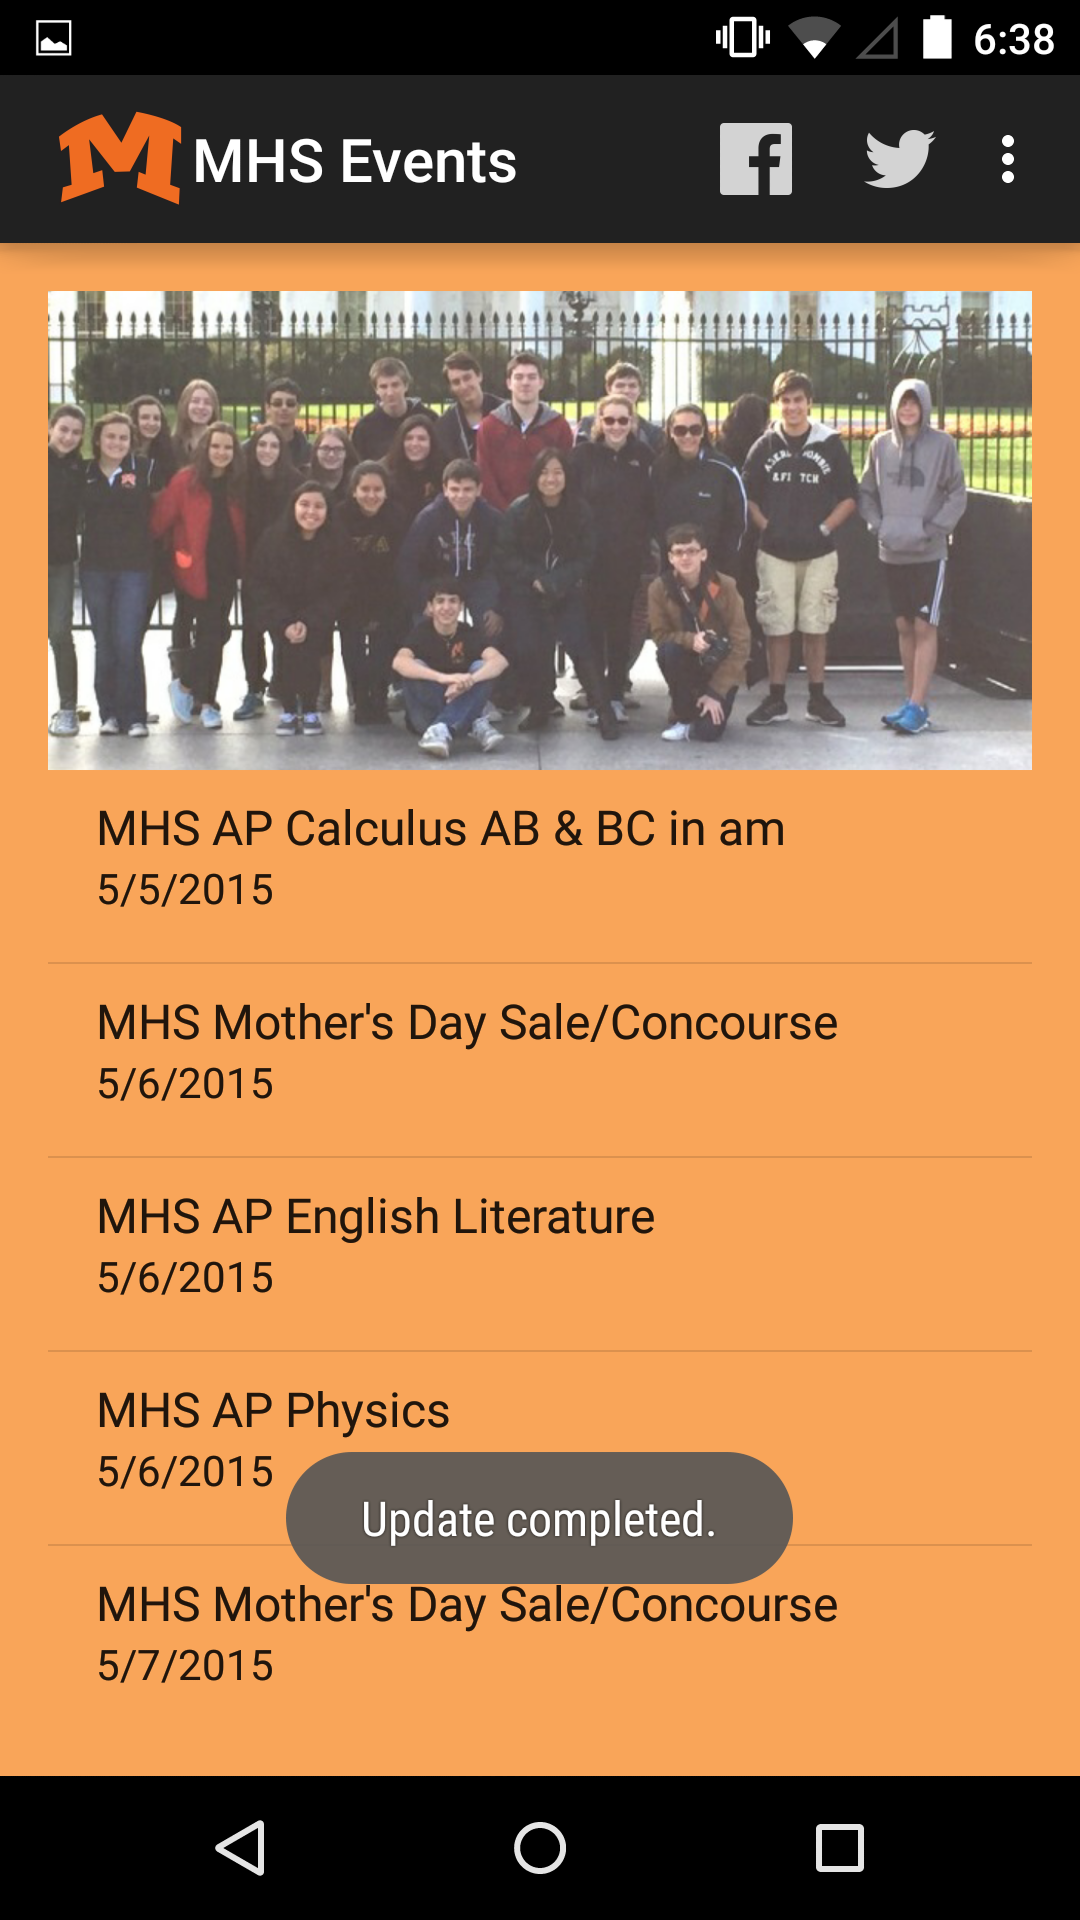 6:38
M MHS Events
MHS AP Calculus AB & BC in am
5/5/2015
MHS Mother's Day Sale/Concourse
5/6/2015
MHS AP English Literature
5/6/2015
MHS AP Physics
5/6/2015
Update completed.
MHS Mother's Day Sale/Concourse
5/7/2015